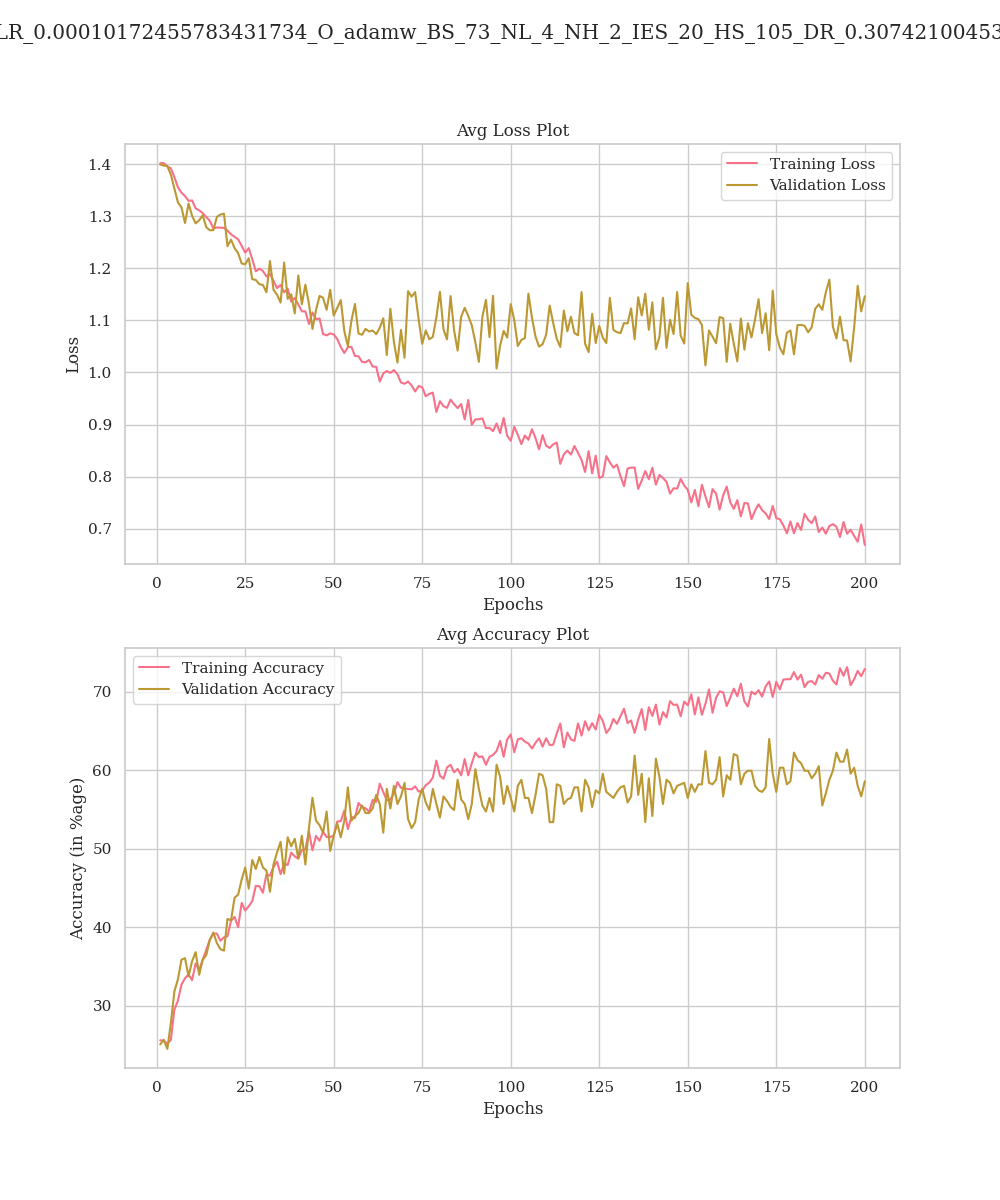 LR_0.00010172455783431734_O_adamw_BS_73_NL_4_NH_2_IES_20_HS_105_DR_0.30742100453
Avg Loss Plot
1.4
1.3
1.2
1.1
1.0
0.9
0.8
0.7
Loss
Training Loss
Validation Loss
0 25 50 75 100 125 150 175 200
Epochs
Avg Accuracy Plot
70
60
50
40
30
Accuracy (in %age)
Training Accuracy
Validation Accuracy
0 25 50 75 100 125 150 175 200
Epochs